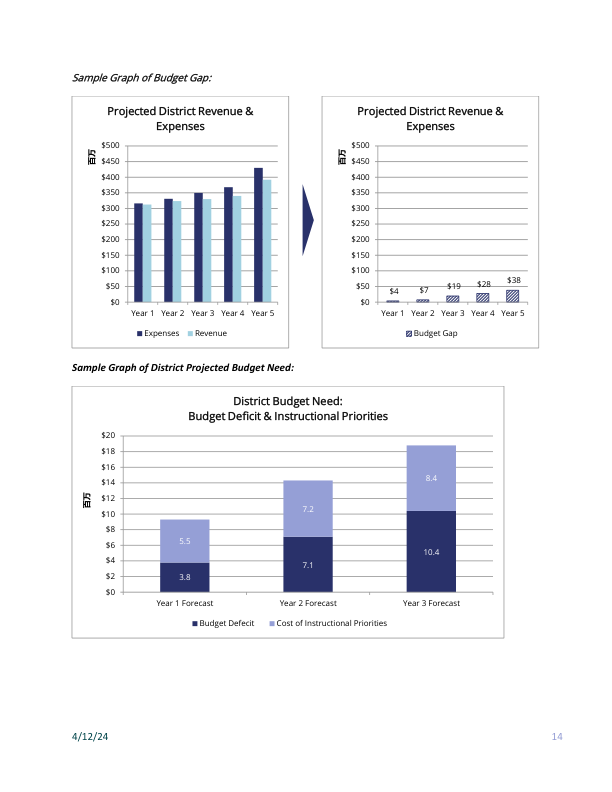 Sample Graph of Budget Gap:
Projected District Revenue &
Expenses
百万
$500
$450
$400
$350
$300
$250
$200
$150
$100
$50
$0
Year 1 Year 2 Year 3 Year 4 Year 5
Expenses Revenue
Projected District Revenue &
Expenses
百万
$500
$450
$400
$350
$300
$250
$200
$150
$100
$50
$0
$4 $7 $19 $28 $38
Year 1 Year 2 Year 3 Year 4 Year 5
Budget Gap
Sample Graph of District Projected Budget Need:
District Budget Need:
Budget Deficit & Instructional Priorities
百万
$20
$18
$16
$14
$12
$10
$8
$6
$4
$2
$0
5.5
3.8
7.2
7.1
8.4
10.4
Year 1 Forecast Year 2 Forecast Year 3 Forecast
Budget Defecit Cost of Instructional Priorities
4/12/24 14